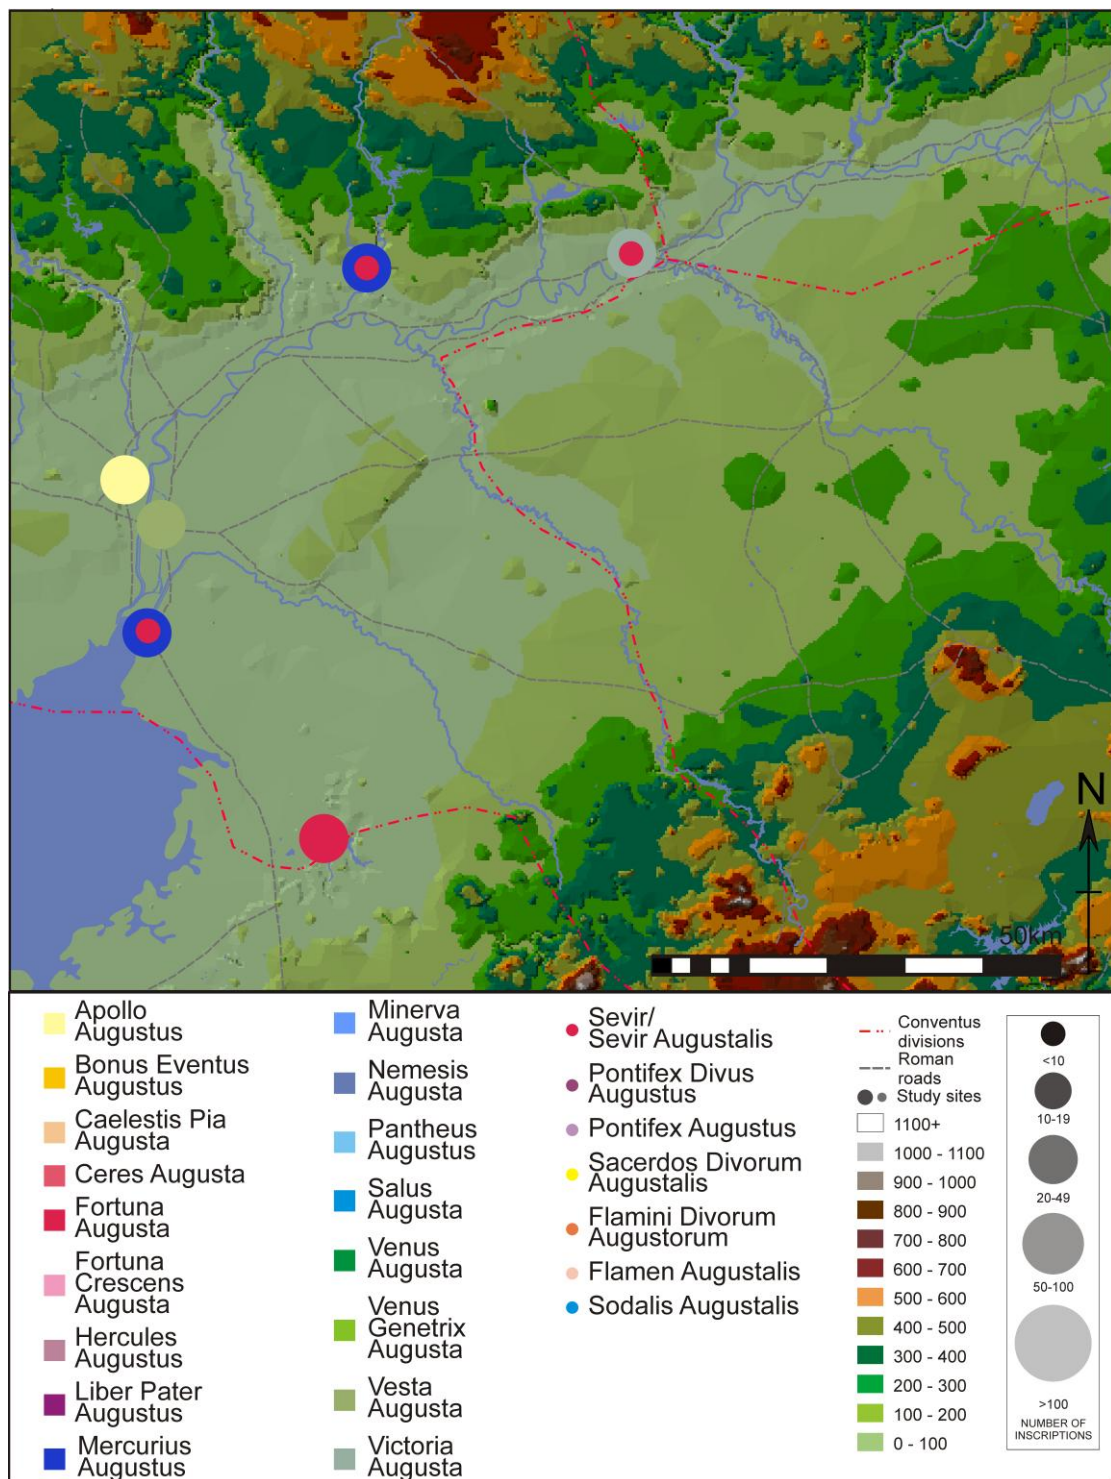 N
50km
Apollo
Augustus
Bonus Eventus
Augustus
Caelestis Pia
Augusta
Ceres Augusta
Fortuna
Augusta
Fortuna
Crescens
Augusta
Hercules
Augustus
Liber Pater
Augustus
Mercurius
Augustus
Minerva
Augusta
Nemesis
Augusta
Pantheus
Augustus
Salus
Augusta
Venus
Augusta
Venus
Genetrix
Augusta
Vesta
Augusta
Victoria
Augusta
Sevir/
Sevir Augustalis
Pontifex Divus
Augustus
Pontifex Augustus
Sacerdos Divorum
Augustalis
Flamini Divorum
Augustorum
Flamen Augustalis
Sodalis Augustalis
Conventus
divisions
Roman
roads
Study sites
1100+
1000 - 1100
900 - 1000
800 - 900
700 - 800
600 - 700
500 - 600
400 - 500
300 - 400
200 - 300
100 - 200
0 - 100
<10
10-19
20-49
50-100
>100
NUMBER OF
INSCRIPTIONS